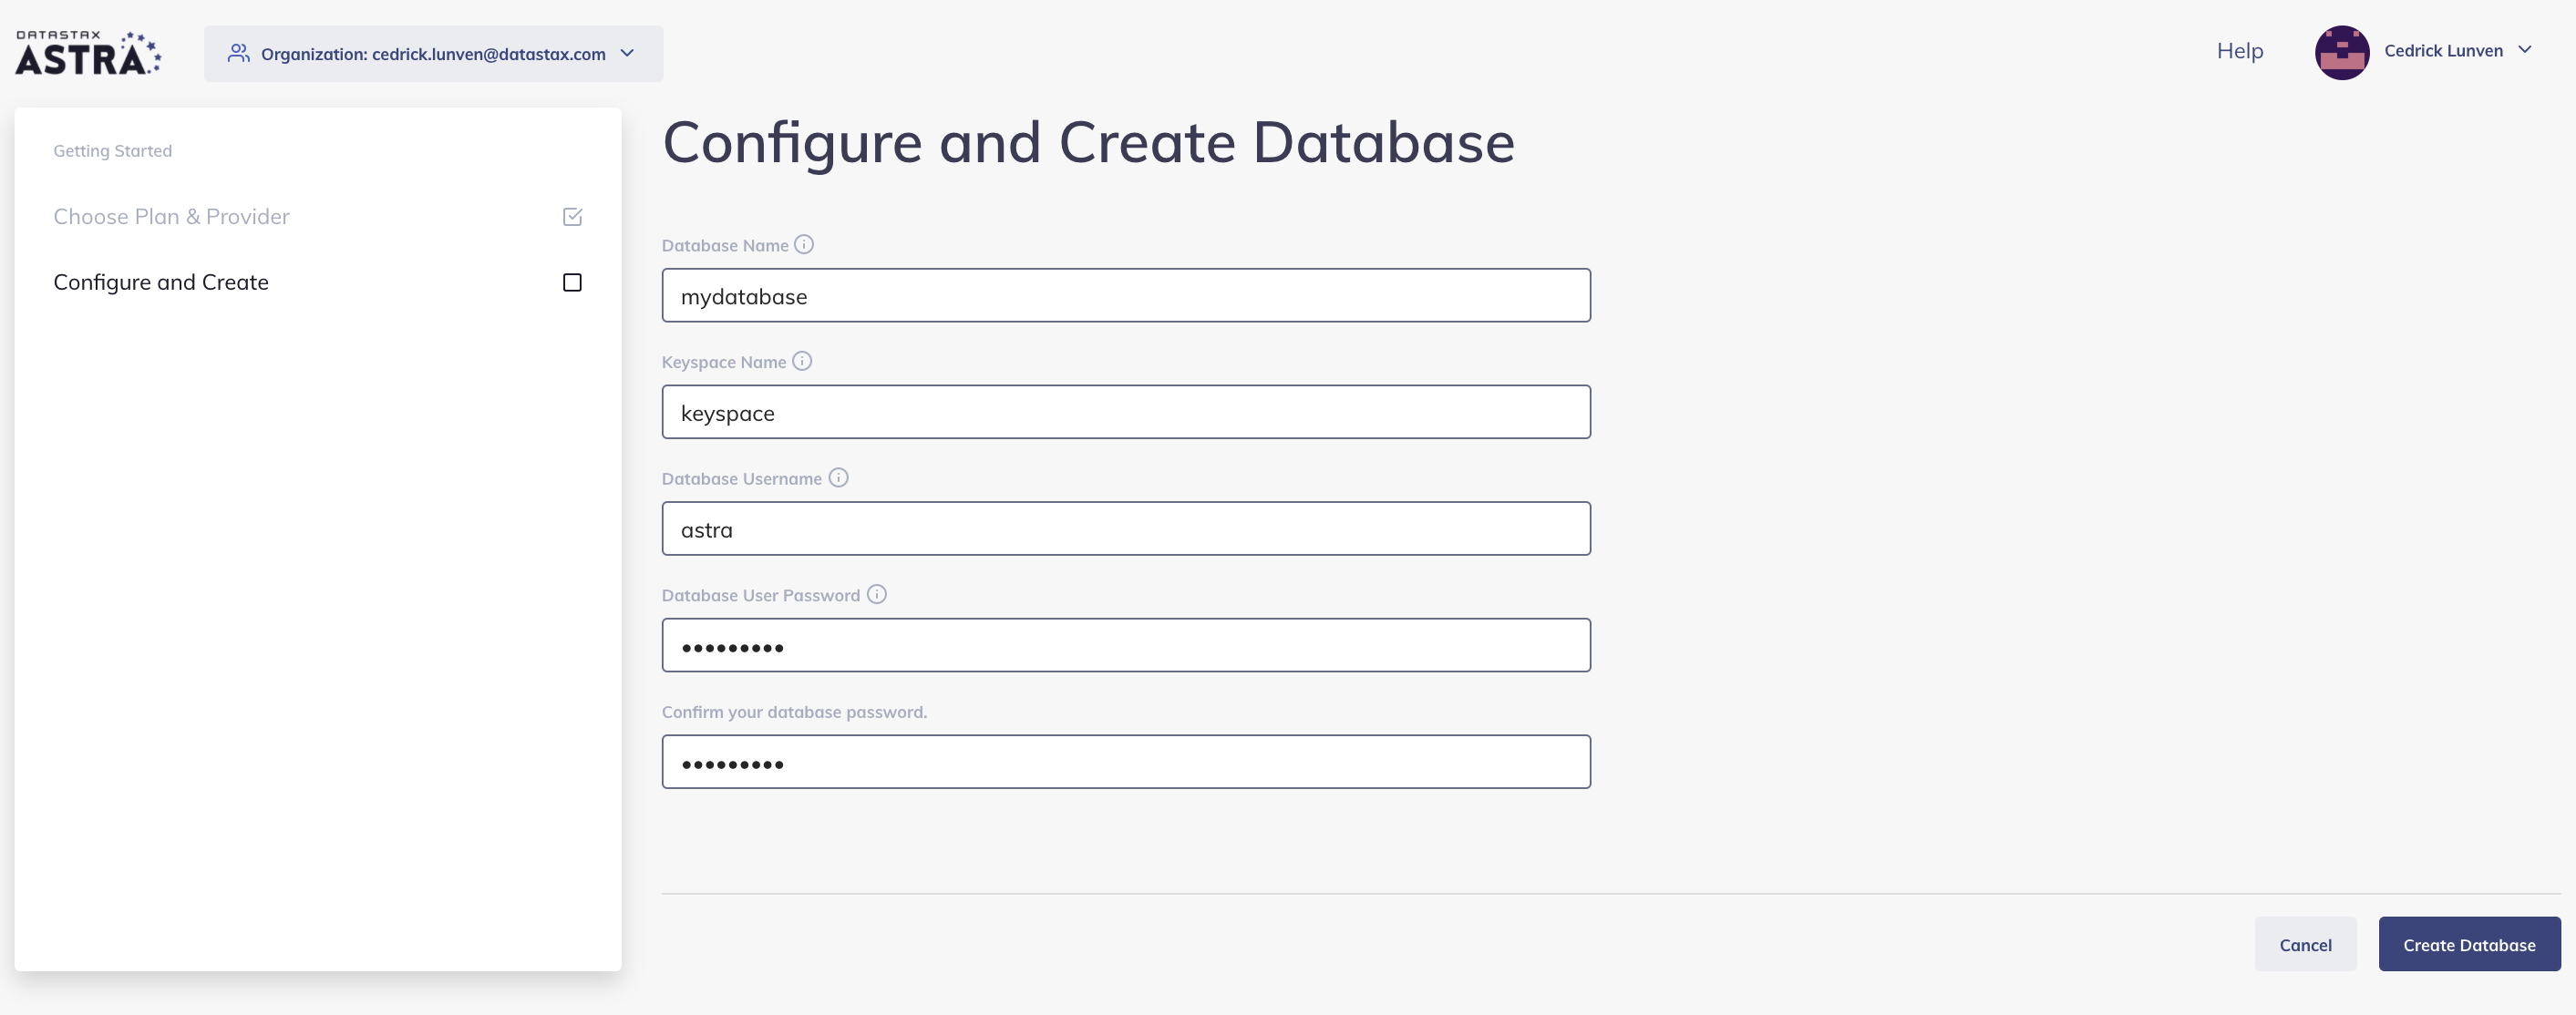 DATASTAX
ASTRA
Organization: cedrick.lunven@datastax.com
Help
Cedrick Lunven
Getting Started
Choose Plan & Provider
Configure and Create
Configure and Create Database
Database Name
mydatabase
Keyspace Name
keyspace
Database Username
astra
Database User Password
•••••••••
Confirm your database password.
•••••••••
Cancel
Create Database